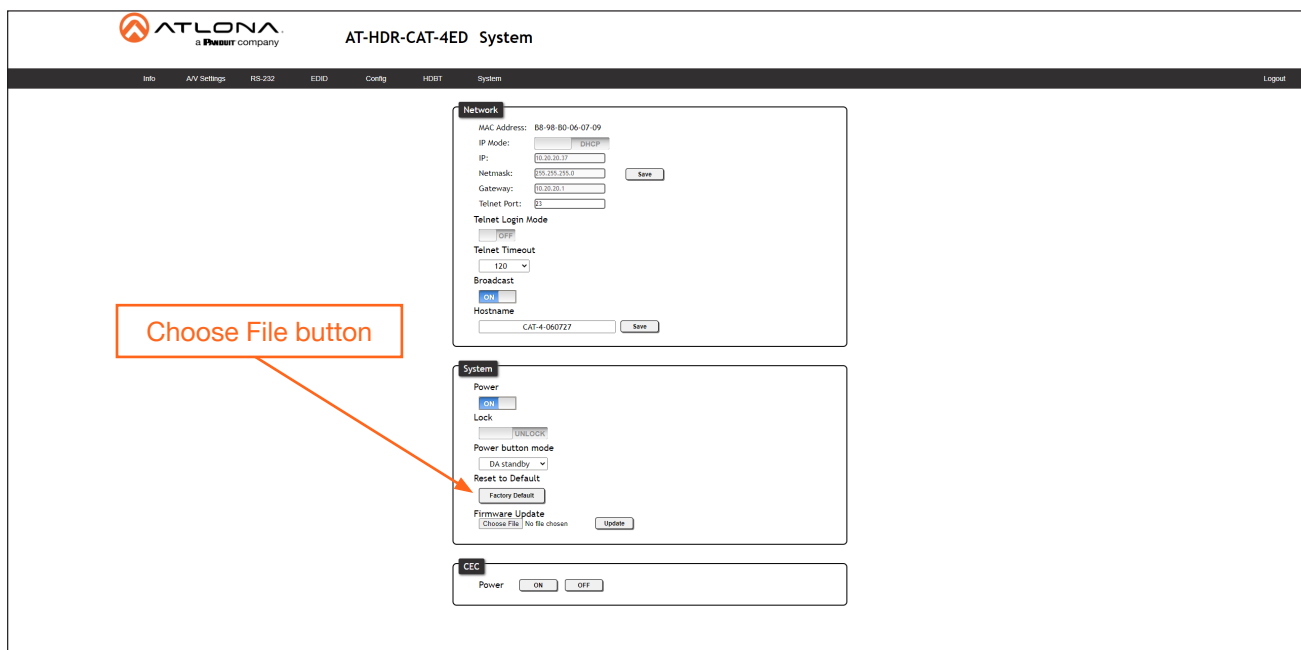 ATLONA.
a PANDUIT company
AT-HDR-CAT-4ED System
Info A/V Settings RS-232 EDID Config HDBT System Logout
Network
MAC Address: B8-98-B0-06-07-09
IP Mode: DHCP
IP: 10.20.20.37
Netmask: 255.255.255.0 Save
Gateway: 10.20.20.1
Telnet Port: 23
Telnet Login Mode
OFF
Telnet Timeout
120
Broadcast
ON
Hostname
CAT-4-060727 Save
Choose File button
System
Power
ON
Lock
UNLOCK
Power button mode
DA standby
Reset to Default
Factory Default
Firmware Update
Choose File No file chosen Update
CEC
Power ON OFF